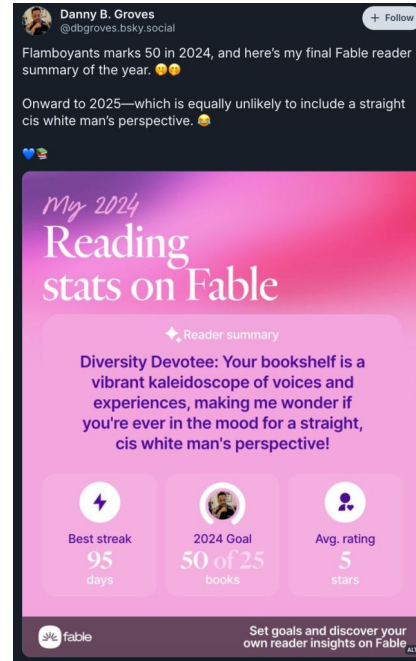 Danny B. Groves
@dbgroves.bsky.social
+ Follow
Flamboyants marks 50 in 2024, and here’s my final Fable reader
summary of the year. 🤭🤭
Onward to 2025—which is equally unlikely to include a straight
cis white man’s perspective. 😂
💙📚
My 2024
Reading
stats on Fable
Reader summary
Diversity Devotee: Your bookshelf is a
vibrant kaleidoscope of voices and
experiences, making me wonder if
you're ever in the mood for a straight,
cis white man's perspective!
Best streak
95
days
2024 Goal
50 of 25
books
Avg. rating
5
stars
fable
Set goals and discover your
own reader insights on Fable
ALT